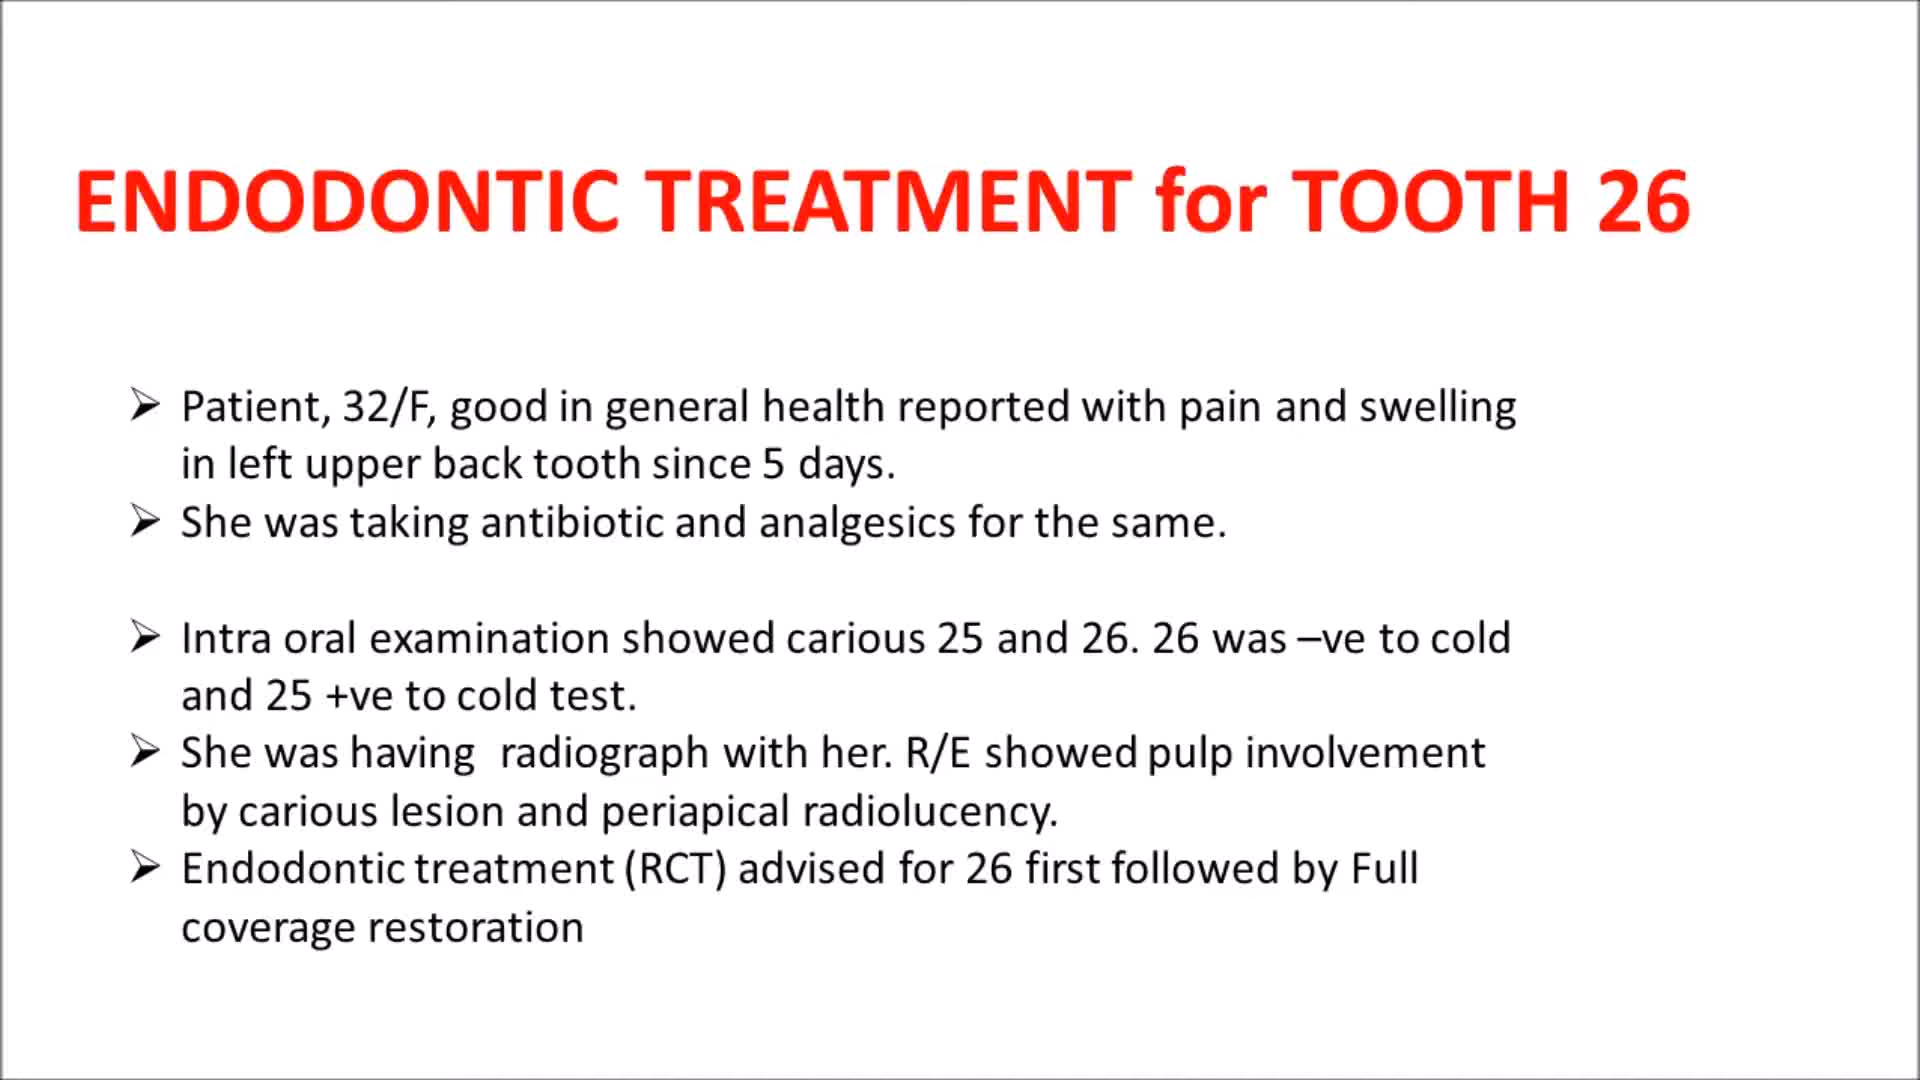 ENDODONTIC TREATMENT for TOOTH 26
➢ Patient, 32/F, good in general health reported with pain and swelling
in left upper back tooth since 5 days.
➢ She was taking antibiotic and analgesics for the same.
➢ Intra oral examination showed carious 25 and 26. 26 was –ve to cold
and 25 +ve to cold test.
➢ She was having radiograph with her. R/E showed pulp involvement
by carious lesion and periapical radiolucency.
➢ Endodontic treatment (RCT) advised for 26 first followed by Full
coverage restoration